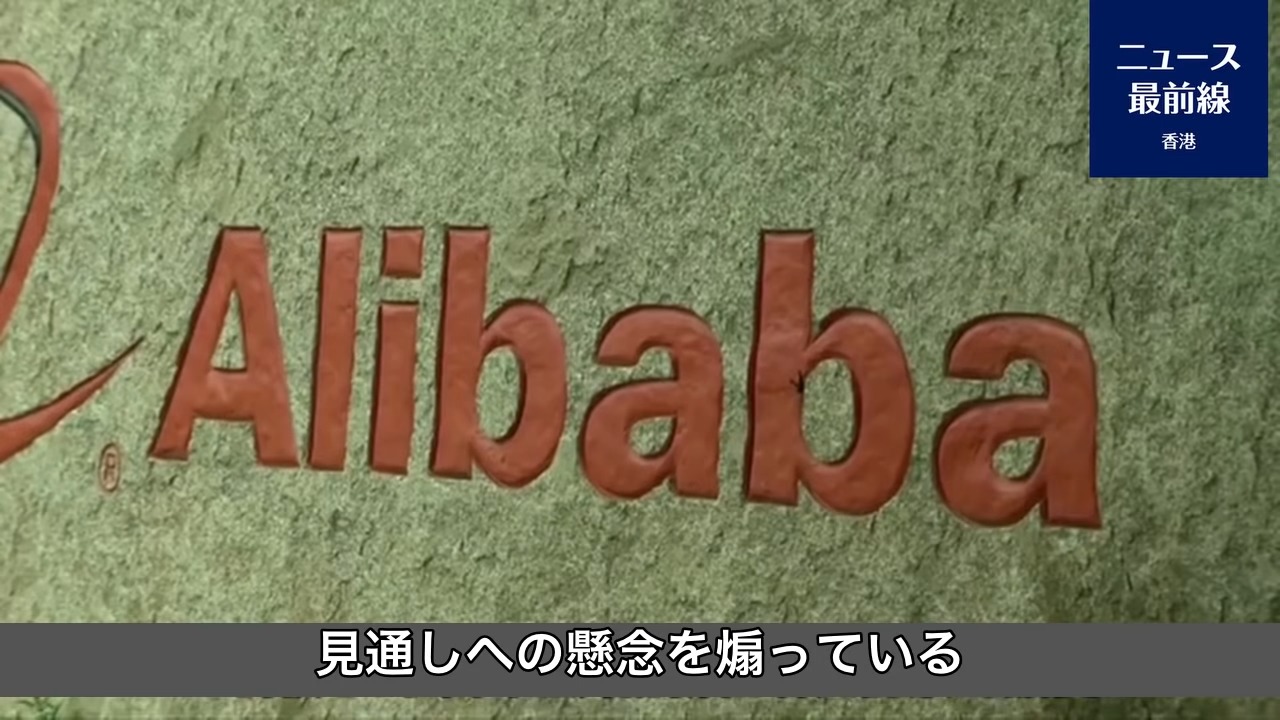 ニュース
最前線
香港
Alibaba
®
見通しへの懸念を煽っている